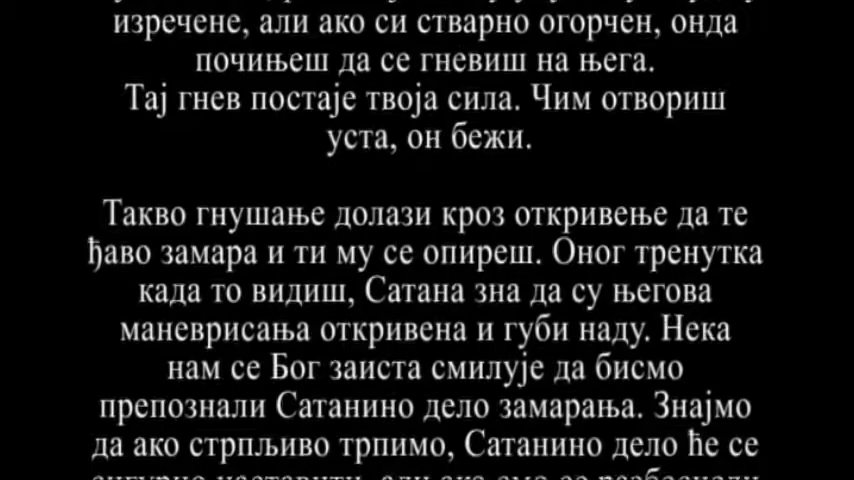 изречене, али ако си стварно огорчен, онда
почињеш да се гневиш на њега.
Тај гнев постаје твоја сила. Чим отвориш
уста, он бежи.
Такво гнушање долази кроз откривење да те
ђаво замара и ти му се опиреш. Оног тренутка
када то видиш, Сатана зна да су његова
маневрисања откривена и губи наду. Нека
нам се Бог заиста смилује да бисмо
препознали Сатанино дело замарања. Знајмо
да ако стрпљиво трпимо, Сатанино дело ће се